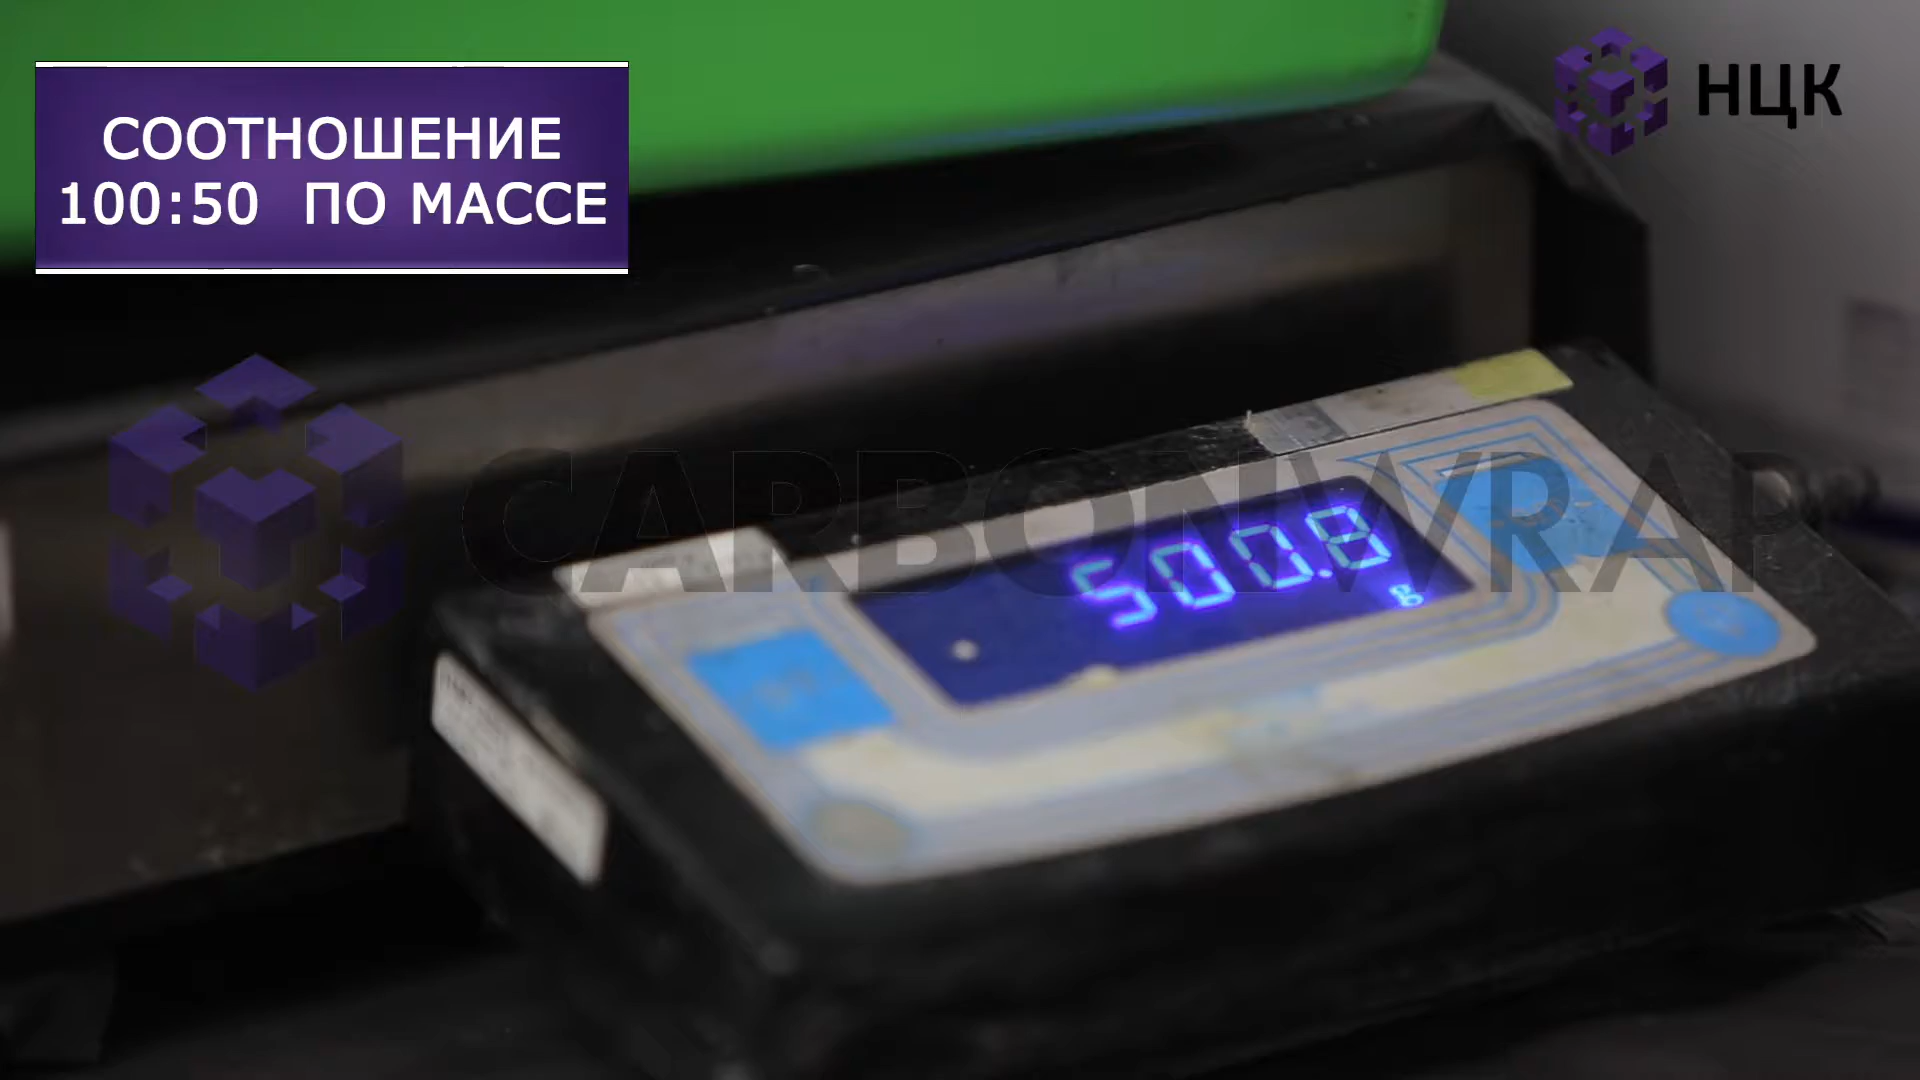 СООТНОШЕНИЕ
100:50 ПО МАССЕ
НЦК
CARBONWRAP
500.8
g